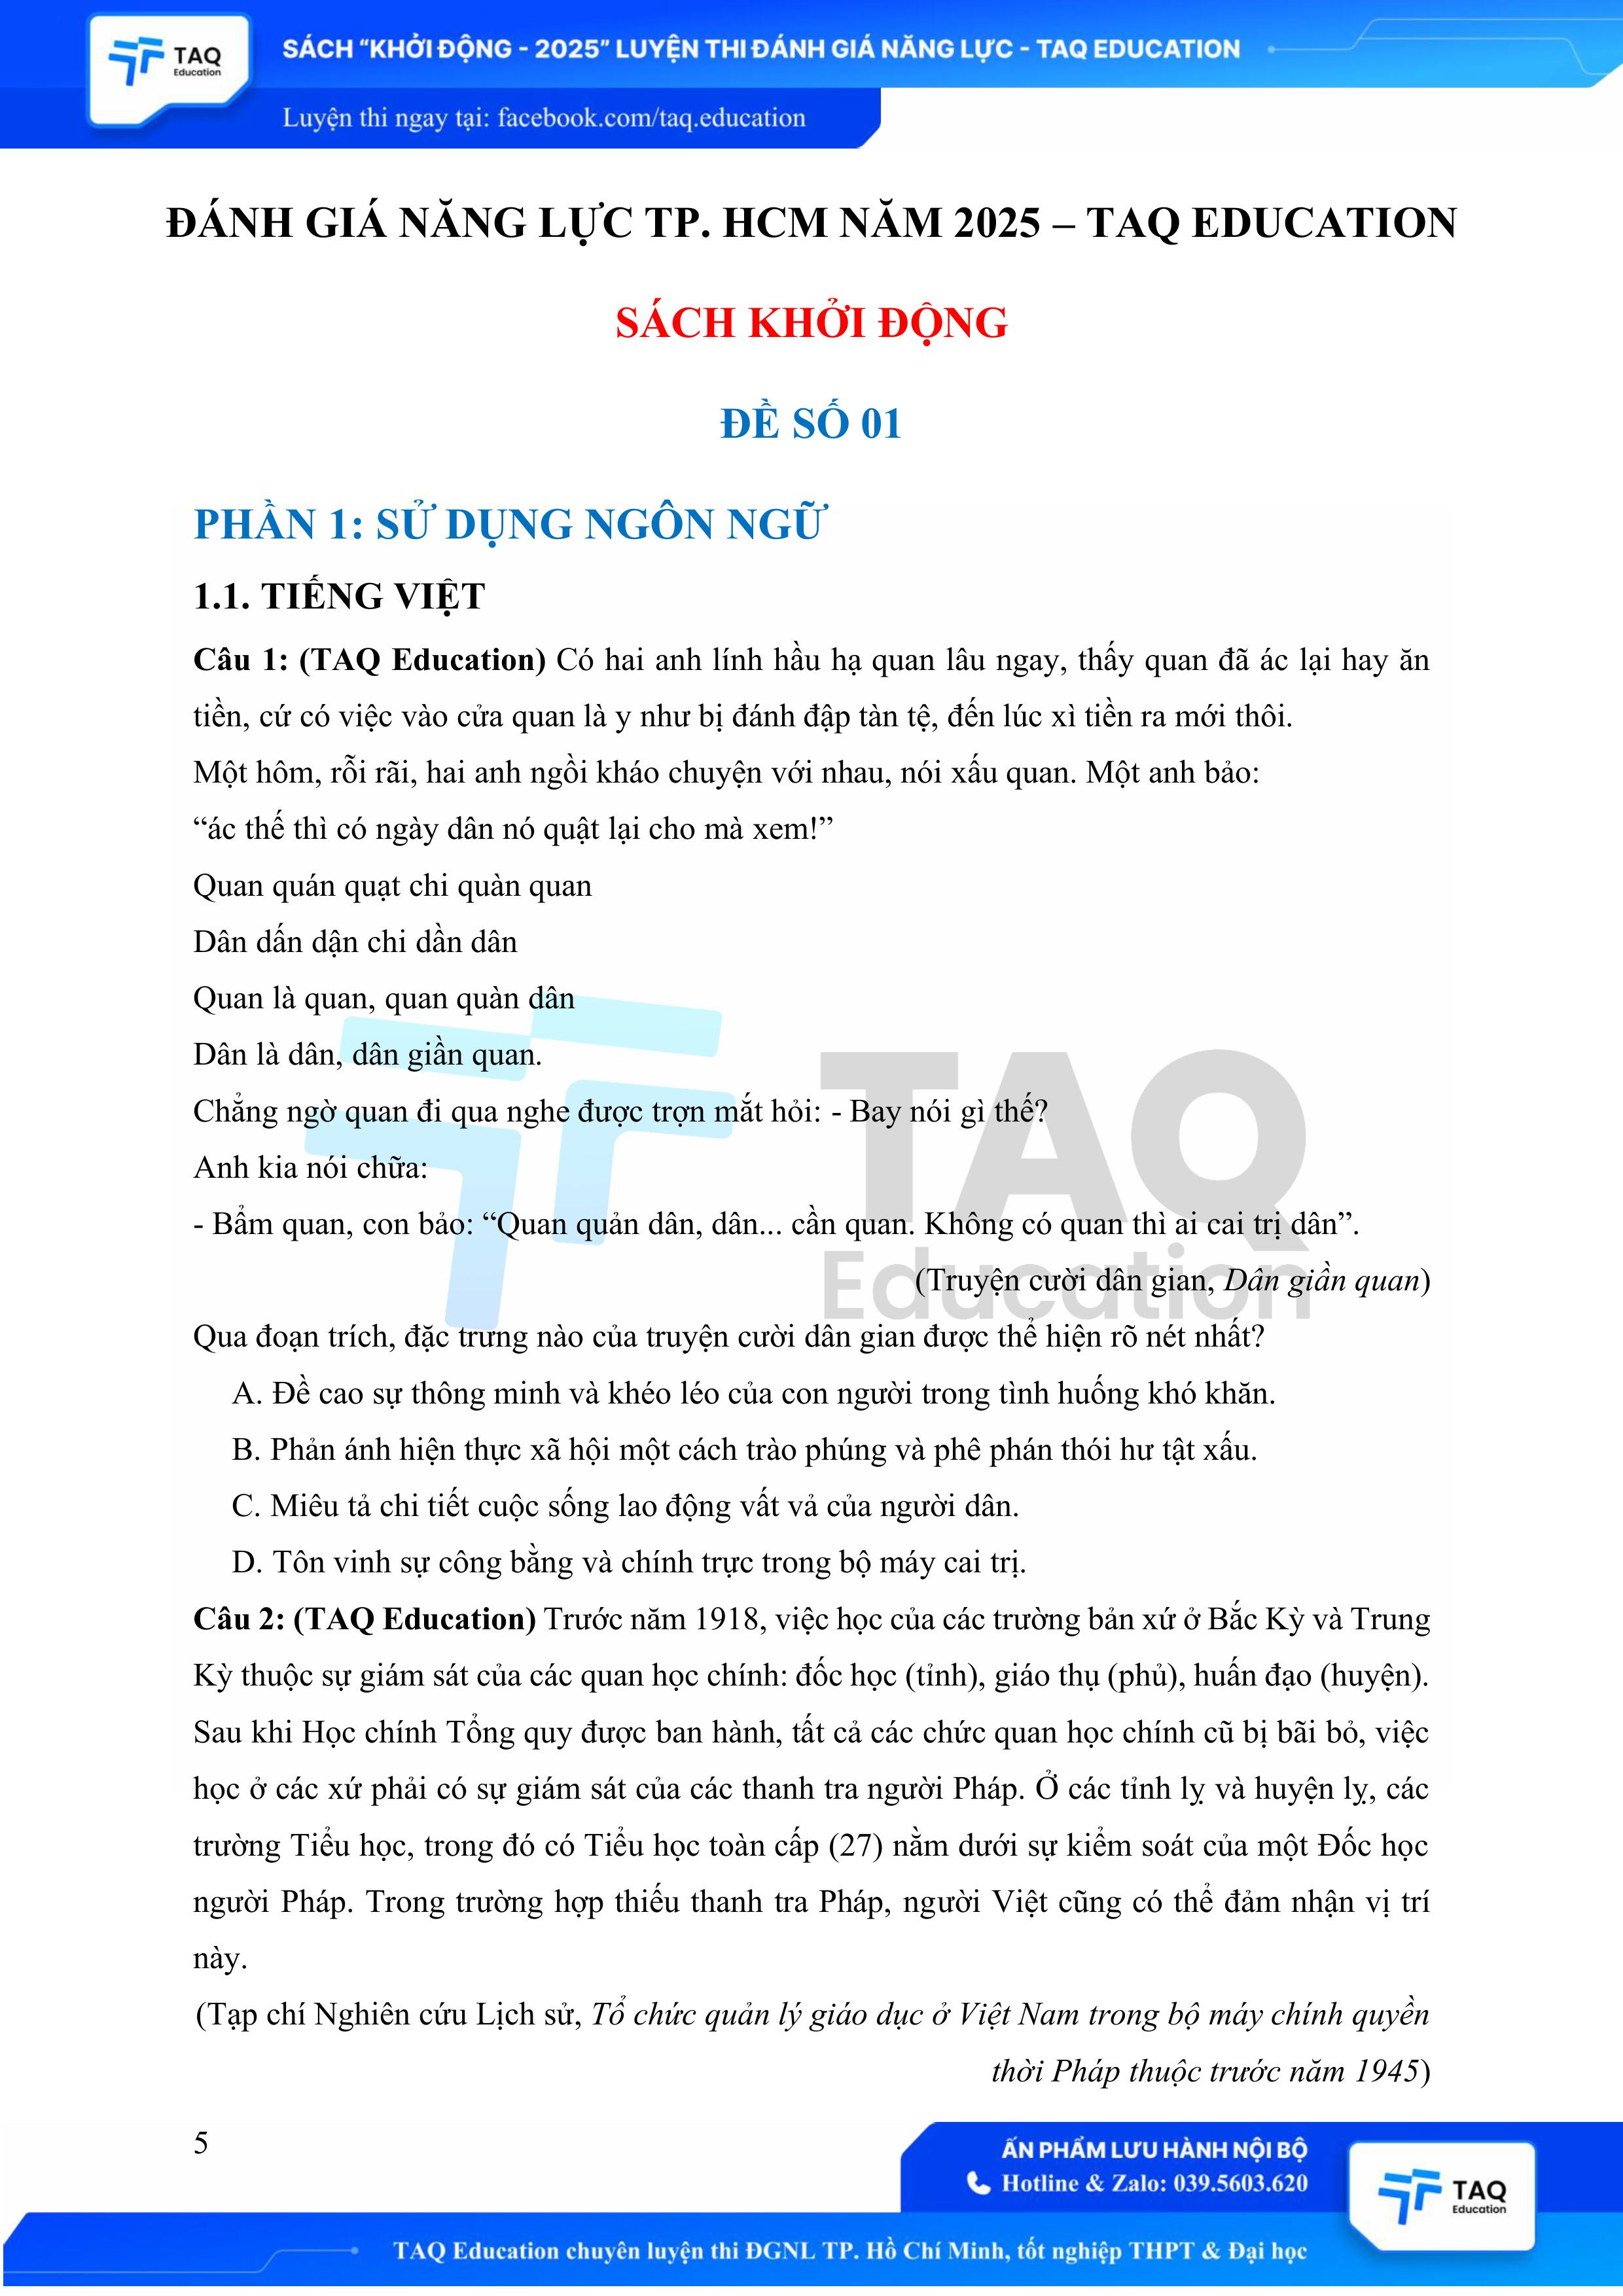 TAQ
Education
SÁCH “KHỞI ĐỘNG - 2025” LUYỆN THI ĐÁNH GIÁ NĂNG LỰC - TAQ EDUCATION
Luyện thi ngay tại: facebook.com/taq.education
ĐÁNH GIÁ NĂNG LỰC TP. HCM NĂM 2025 – TAQ EDUCATION
SÁCH KHỞI ĐỘNG
ĐỀ SỐ 01
PHẦN 1: SỬ DỤNG NGÔN NGỮ
1.1. TIẾNG VIỆT
Câu 1: (TAQ Education) Có hai anh lính hầu hạ quan lâu ngay, thấy quan đã ác lại hay ăn
tiền, cứ có việc vào cửa quan là y như bị đánh đập tàn tệ, đến lúc xì tiền ra mới thôi.
Một hôm, rỗi rãi, hai anh ngồi kháo chuyện với nhau, nói xấu quan. Một anh bảo:
“ác thế thì có ngày dân nó quật lại cho mà xem!”
Quan quán quạt chi quàn quan
Dân dấn dận chi dần dân
Quan là quan, quan quàn dân
Dân là dân, dân giần quan.
Chẳng ngờ quan đi qua nghe được trợn mắt hỏi: - Bay nói gì thế?
Anh kia nói chữa:
- Bẩm quan, con bảo: “Quan quản dân, dân... cần quan. Không có quan thì ai cai trị dân”.
(Truyện cười dân gian, Dân giần quan)
Qua đoạn trích, đặc trưng nào của truyện cười dân gian được thể hiện rõ nét nhất?
A. Đề cao sự thông minh và khéo léo của con người trong tình huống khó khăn.
B. Phản ánh hiện thực xã hội một cách trào phúng và phê phán thói hư tật xấu.
C. Miêu tả chi tiết cuộc sống lao động vất vả của người dân.
D. Tôn vinh sự công bằng và chính trực trong bộ máy cai trị.
TAQ
Education
Câu 2: (TAQ Education) Trước năm 1918, việc học của các trường bản xứ ở Bắc Kỳ và Trung
Kỳ thuộc sự giám sát của các quan học chính: đốc học (tỉnh), giáo thụ (phủ), huấn đạo (huyện).
Sau khi Học chính Tổng quy được ban hành, tất cả các chức quan học chính cũ bị bãi bỏ, việc
học ở các xứ phải có sự giám sát của các thanh tra người Pháp. Ở các tỉnh lỵ và huyện lỵ, các
trường Tiểu học, trong đó có Tiểu học toàn cấp (27) nằm dưới sự kiểm soát của một Đốc học
người Pháp. Trong trường hợp thiếu thanh tra Pháp, người Việt cũng có thể đảm nhận vị trí
này.
(Tạp chí Nghiên cứu Lịch sử, Tổ chức quản lý giáo dục ở Việt Nam trong bộ máy chính quyền
thời Pháp thuộc trước năm 1945)
5
ẤN PHẨM LƯU HÀNH NỘI BỘ
Hotline & Zalo: 039.5603.620
TAQ
Education
TAQ Education chuyên luyện thi ĐGNL TP. Hồ Chí Minh, tốt nghiệp THPT & Đại học